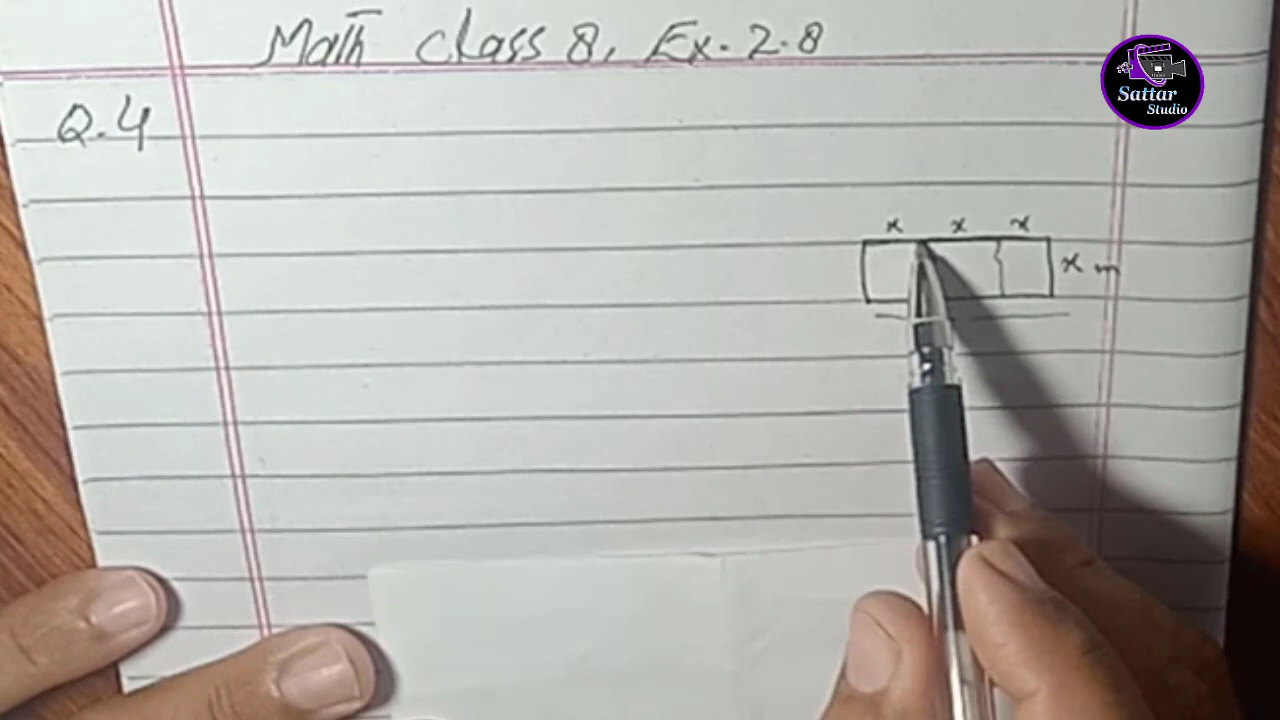 Math class 8, Ex. 2.8
Sattar
Studio
Q.4
x x x
x m